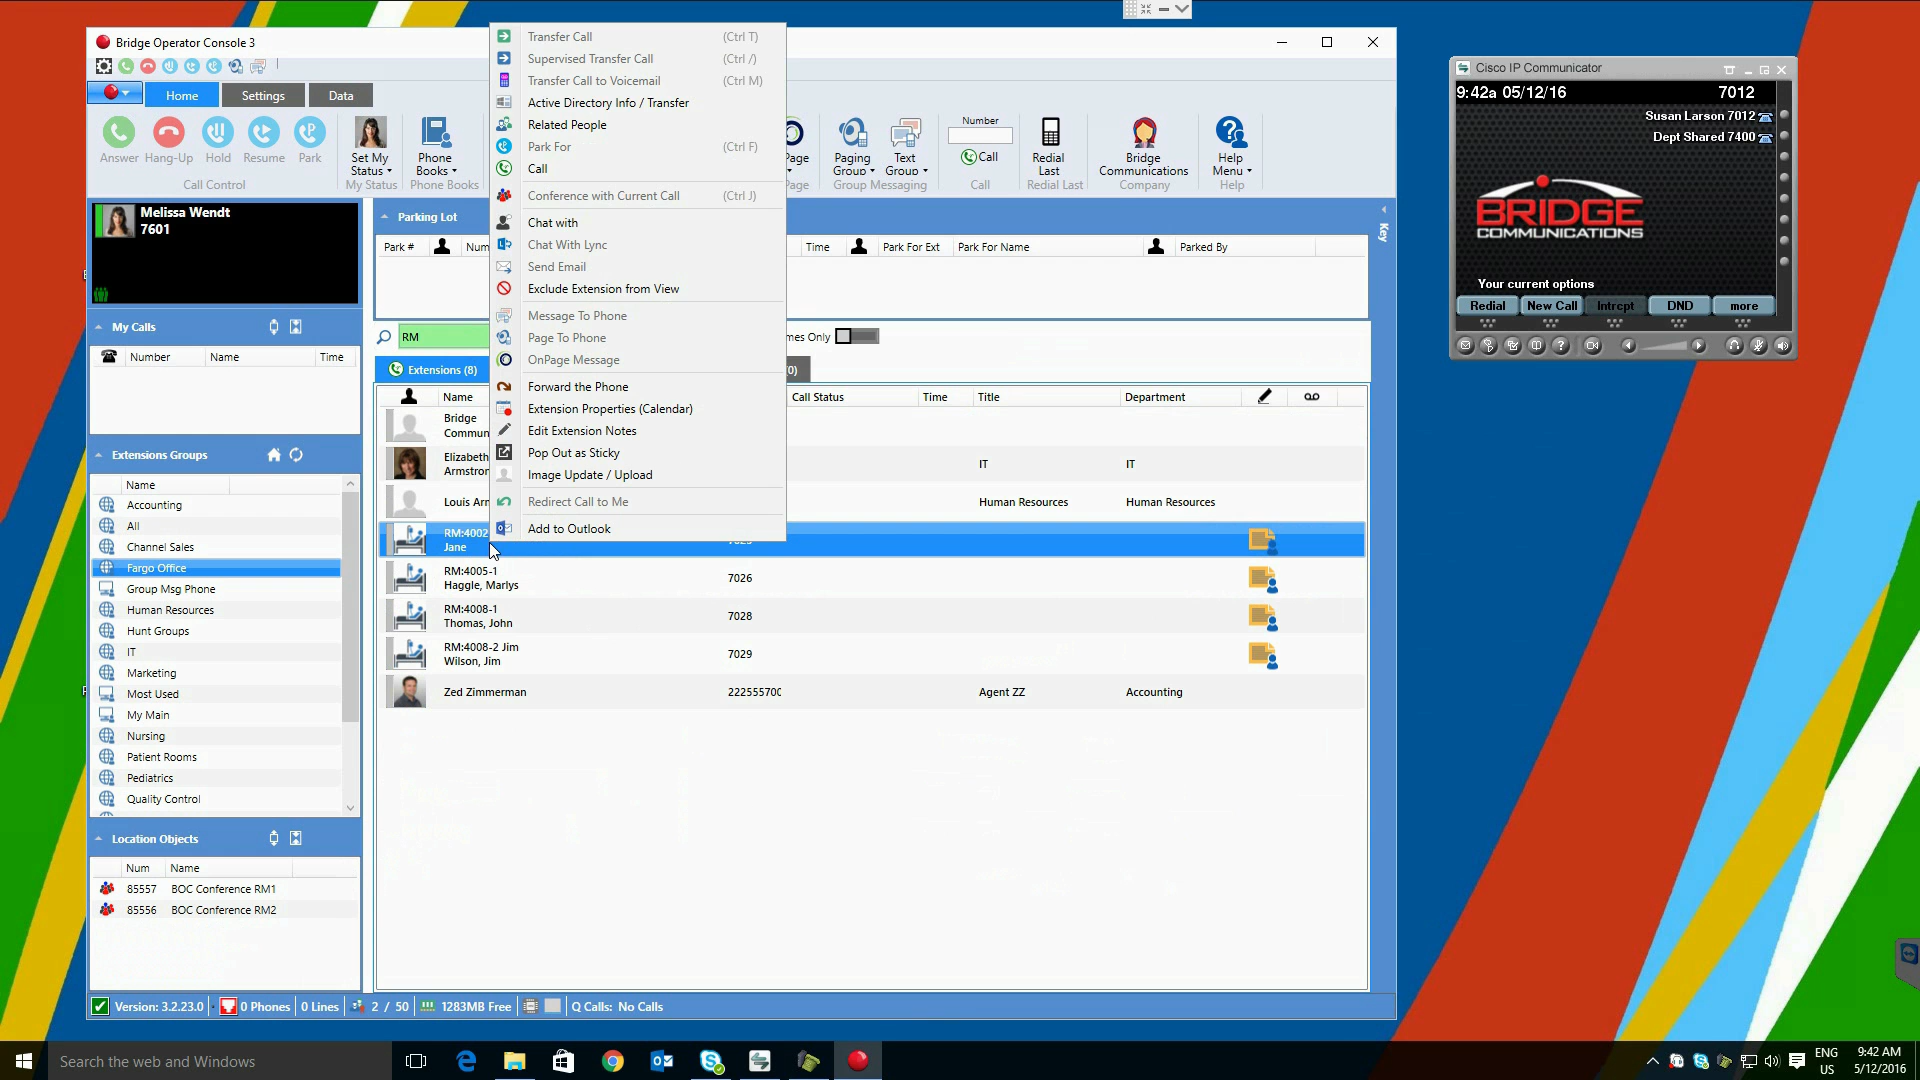 Bridge Operator Console 3
Home
Settings
Data
Answer
Hang-Up
Hold
Resume
Park
Call Control
Set My
Status
My Status
Phone
Books
Phone Books
Page
Page
Paging
Group
Text
Group
Group Messaging
Number
Call
Call
Redial
Last
Redial Last
Bridge
Communications
Company
Help
Menu
Help
Transfer Call (Ctrl T)
Supervised Transfer Call (Ctrl /)
Transfer Call to Voicemail (Ctrl M)
Active Directory Info / Transfer
Related People
Park For (Ctrl F)
Call
Conference with Current Call (Ctrl J)
Chat with
Chat With Lync
Send Email
Exclude Extension from View
Message To Phone
Page To Phone
OnPage Message
Forward the Phone
Extension Properties (Calendar)
Edit Extension Notes
Pop Out as Sticky
Image Update / Upload
Redirect Call to Me
Add to Outlook
Melissa Wendt
7601
My Calls
Number Name Time
Extensions Groups
Name
Accounting
All
Channel Sales
Fargo Office
Group Msg Phone
Human Resources
Hunt Groups
IT
Marketing
Most Used
My Main
Nursing
Patient Rooms
Pediatrics
Quality Control
Location Objects
Num Name
85557 BOC Conference RM1
85556 BOC Conference RM2
Parking Lot
Park # Num Time Park For Ext Park For Name Parked By
Key
RM
mes Only
Extensions (8)
(0)
Name Call Status Time Title Department
Bridge
Commun
Elizabeth
Armstron
IT IT
Louis Arm Human Resources Human Resources
RM:4002
Jane
RM:4005-1
Haggle, Marlys
7026
RM:4008-1
Thomas, John
7028
RM:4008-2 Jim
Wilson, Jim
7029
Zed Zimmerman 222555700 Agent ZZ Accounting
Version: 3.2.23.0 0 Phones 0 Lines 2 / 50 1283MB Free Q Calls: No Calls
Cisco IP Communicator
9:42a 05/12/16 7012
Susan Larson 7012
Dept Shared 7400
BRIDGE
COMMUNICATIONS
Your current options
Redial New Call Intrcpt DND more
Search the web and Windows
ENG
US
9:42 AM
5/12/2016